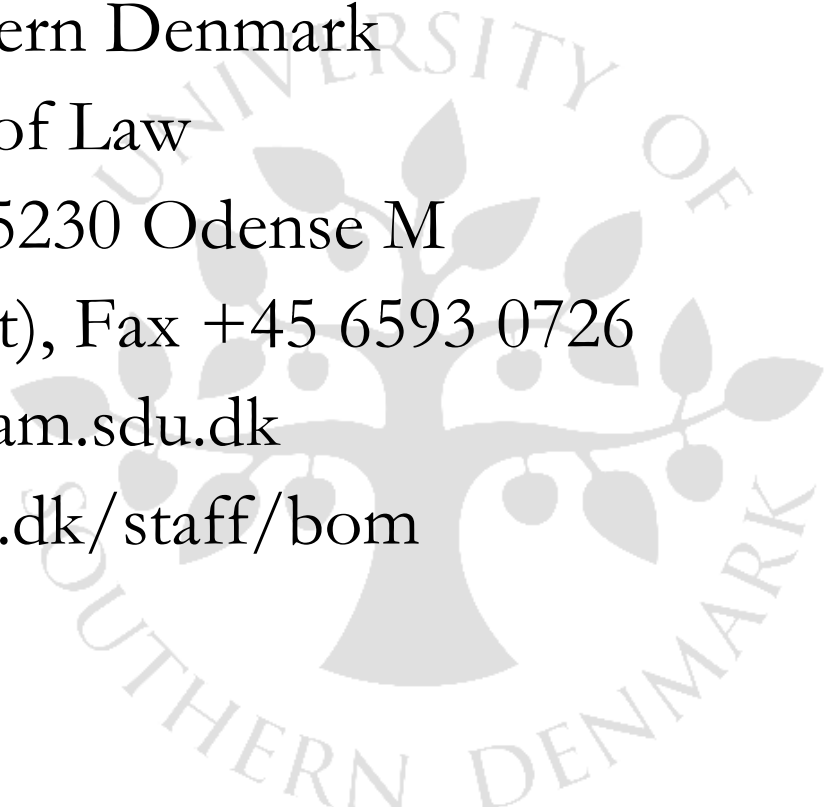 ern Denmark
of Law
5230 Odense M
t), Fax +45 6593 0726
am.sdu.dk
.dk/staff/bom
UNIVERSITY OF
SOUTHERN DENMARK